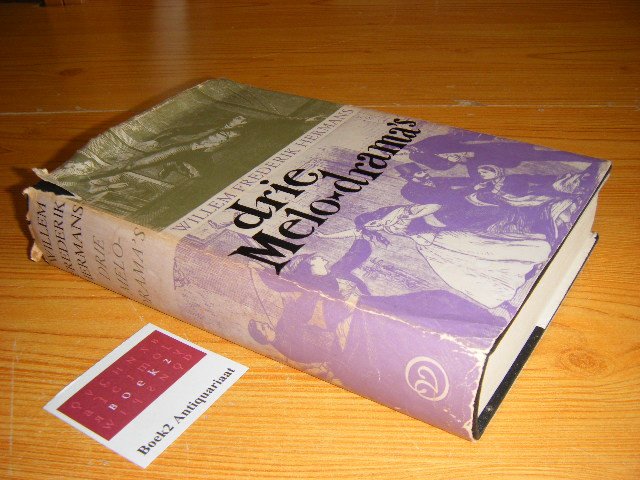 WILLEM FREDERIK HERMANS
drie
Melo-drama's
WILLEM
FREDERIK
HERMANS
DRIE
MELO-
DRAMA'S
BOEK2
Boek2 Antiquariaat